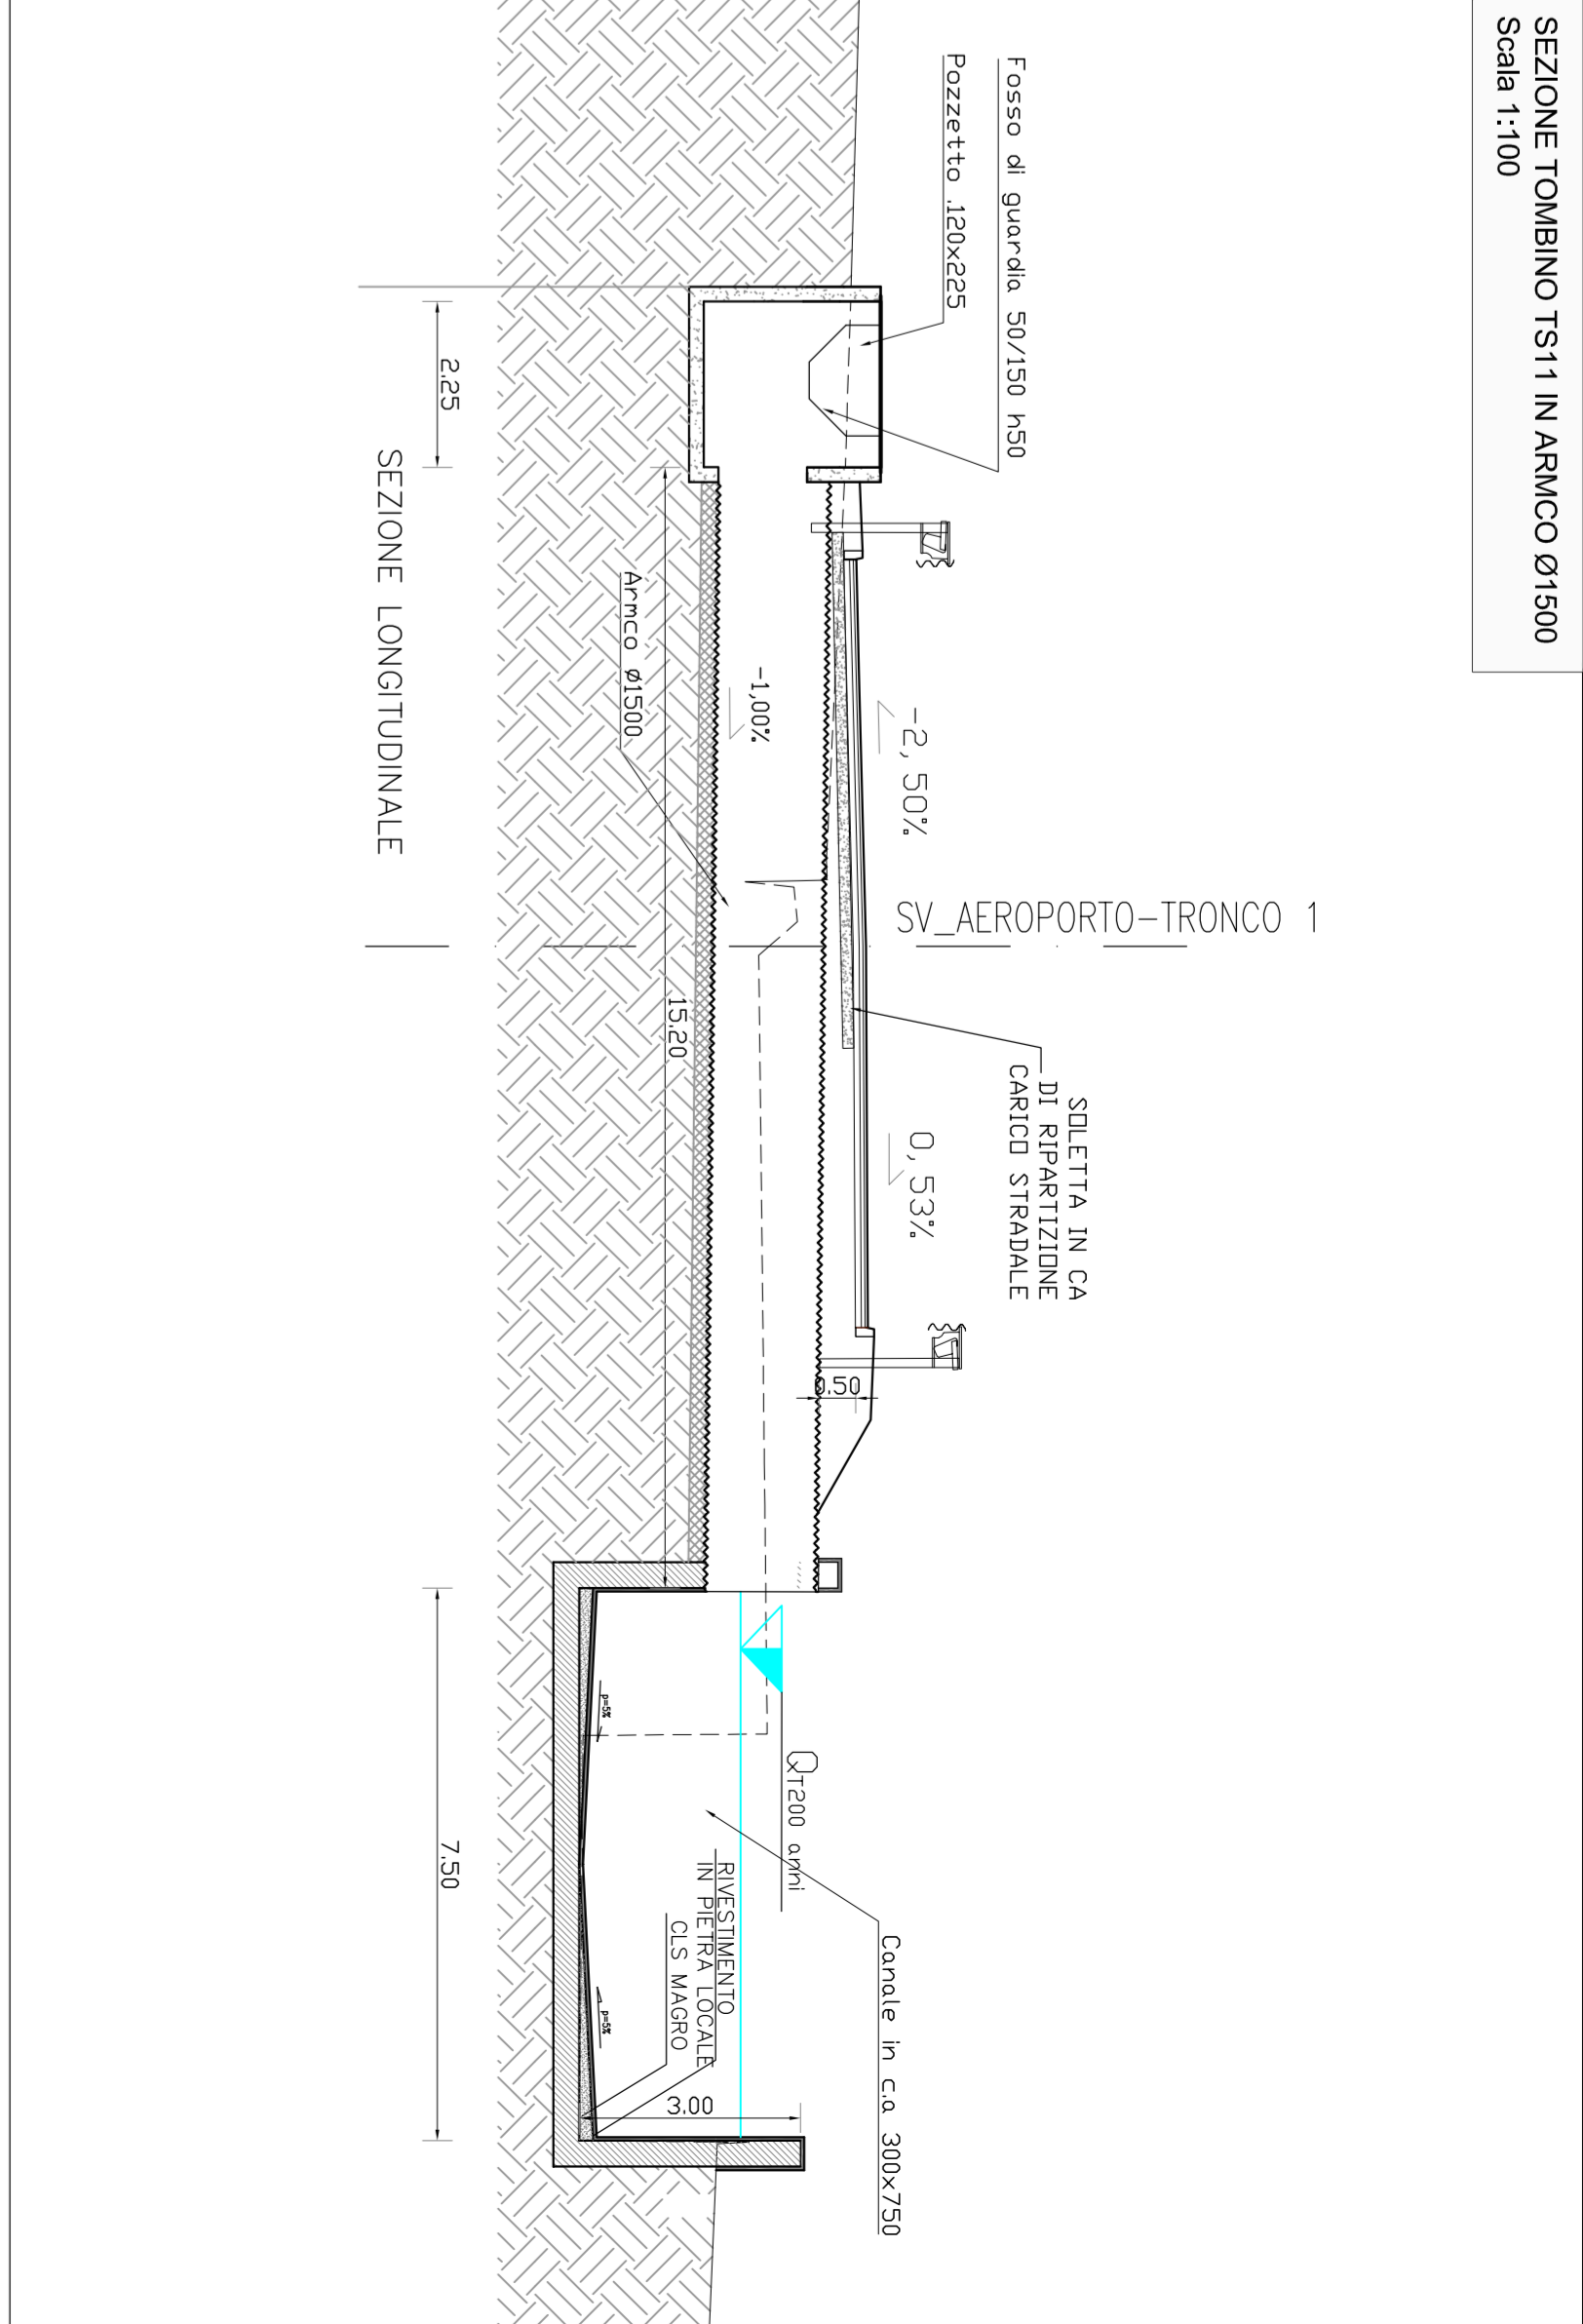 SEZIONE TOMBINO TS11 IN ARMCO Ø1500
Scala 1:100
Fosso di guardia 50/150 h50
Pozzetto .120x225
SV_AEROPORTO-TRONCO 1
SOLETTA IN CA
DI RIPARTIZIONE
CARICO STRADALE
-2,50%
0,53%
-1,00%
Armco Ø1500
0.50
15.20
2.25
QT200 anni
Canale in c.a 300x750
RIVESTIMENTO
IN PIETRA LOCALE
CLS MAGRO
p=5%
p=5%
3.00
7.50
SEZIONE LONGITUDINALE